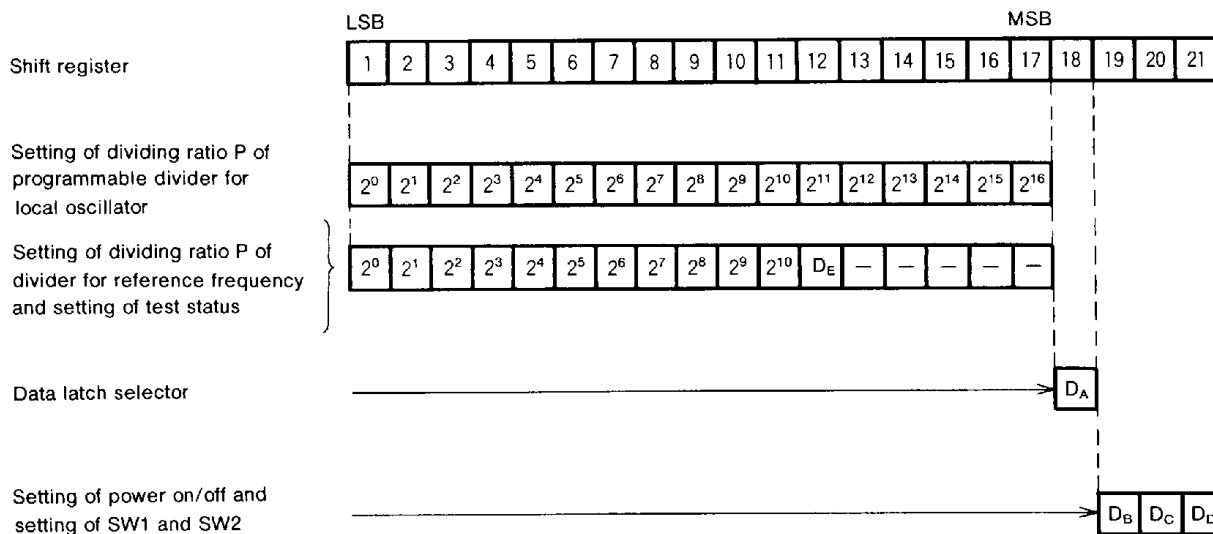 LSB MSB
Shift register 1 2 3 4 5 6 7 8 9 10 11 12 13 14 15 16 17 18 19 20 21
Setting of dividing ratio P of
programmable divider for
local oscillator
2⁰ 2¹ 2² 2³ 2⁴ 2⁵ 2⁶ 2⁷ 2⁸ 2⁹ 2¹⁰ 2¹¹ 2¹² 2¹³ 2¹⁴ 2¹⁵ 2¹⁶
Setting of dividing ratio P of
divider for reference frequency
and setting of test status
2⁰ 2¹ 2² 2³ 2⁴ 2⁵ 2⁶ 2⁷ 2⁸ 2⁹ 2¹⁰ D_E — — — — —
Data latch selector D_A
Setting of power on/off and
setting of SW1 and SW2
D_B D_C D_D